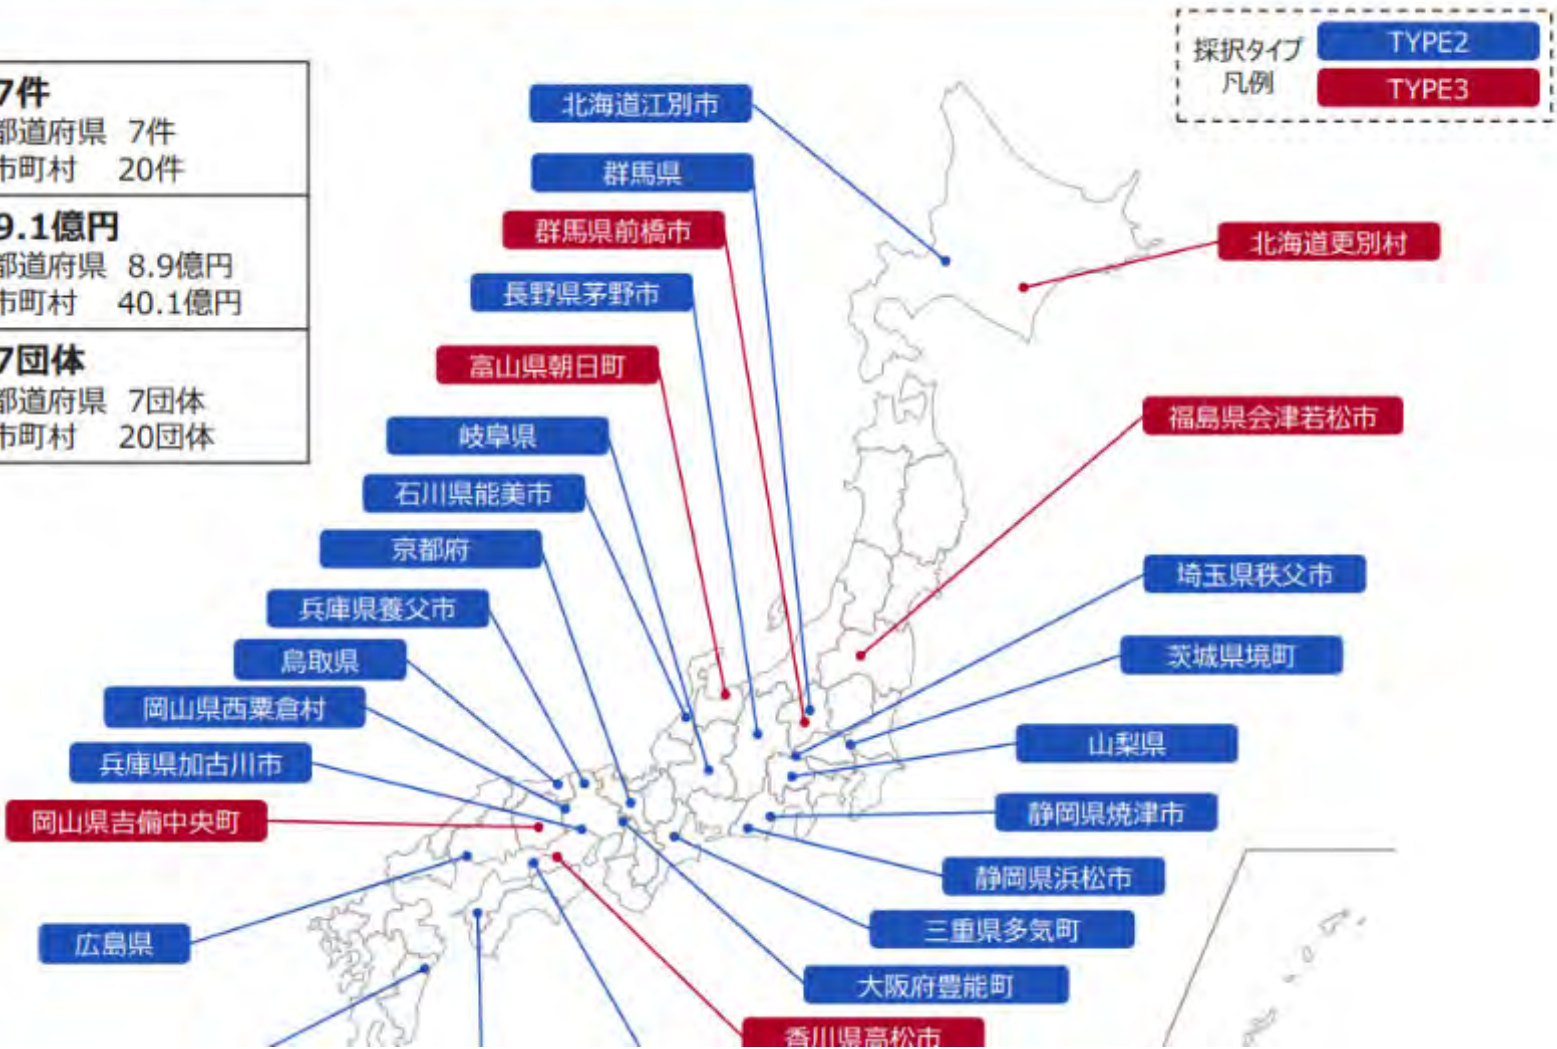 採択タイプ
凡例
TYPE2
TYPE3
7件
都道府県 7件
市町村 20件
9.1億円
都道府県 8.9億円
市町村 40.1億円
7団体
都道府県 7団体
市町村 20団体
北海道江別市
群馬県
群馬県前橋市
北海道更別村
長野県茅野市
富山県朝日町
福島県会津若松市
岐阜県
石川県能美市
京都府
埼玉県秩父市
兵庫県養父市
鳥取県
茨城県境町
岡山県西粟倉村
山梨県
兵庫県加古川市
岡山県吉備中央町
静岡県焼津市
静岡県浜松市
広島県
三重県多気町
大阪府豊能町
香川県高松市